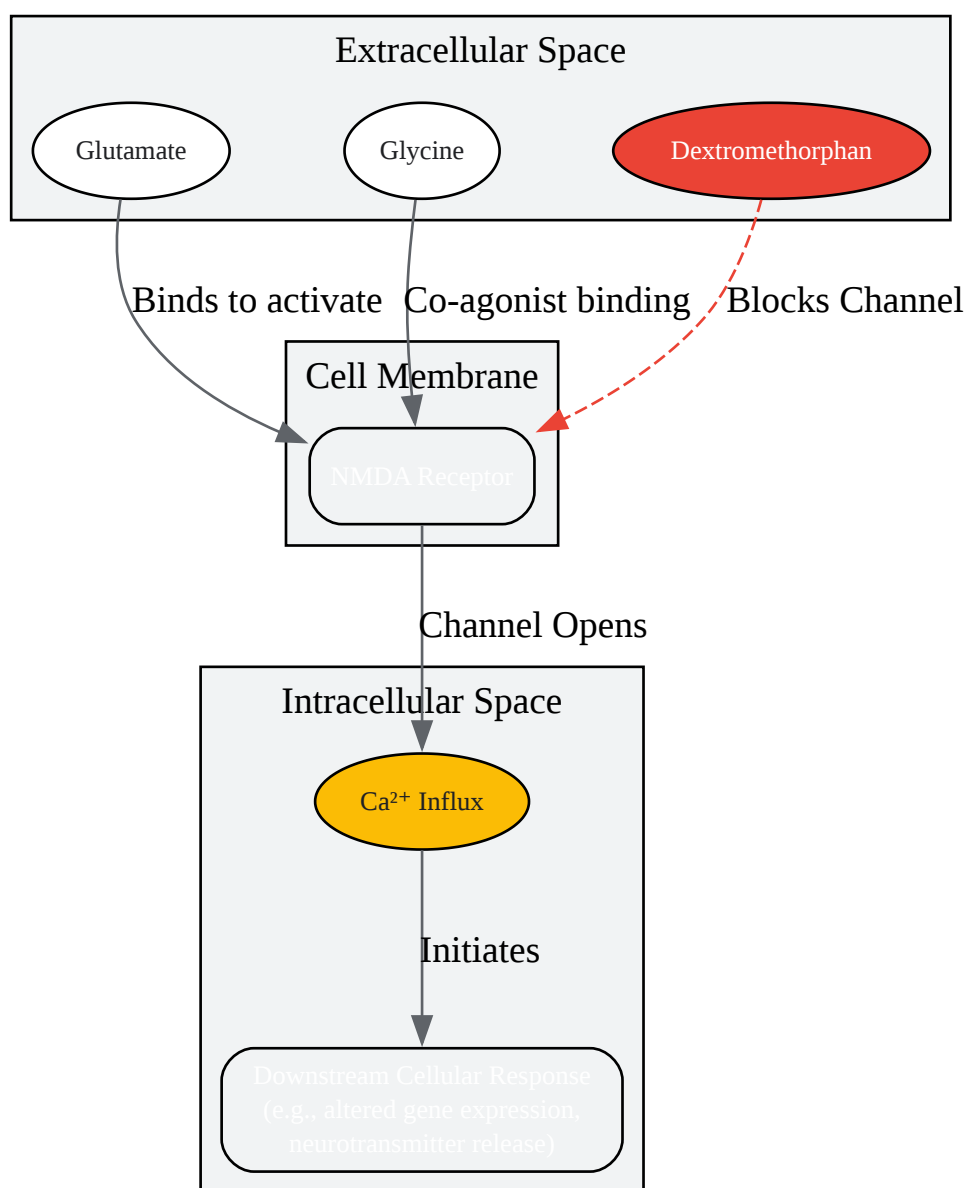 Extracellular Space
Glutamate
Glycine
Dextromethorphan
Binds to activate
Co-agonist binding
Blocks Channel
Cell Membrane
NMDA Receptor
Channel Opens
Intracellular Space
Ca²⁺ Influx
Initiates
Downstream Cellular Response
(e.g., altered gene expression,
neurotransmitter release)